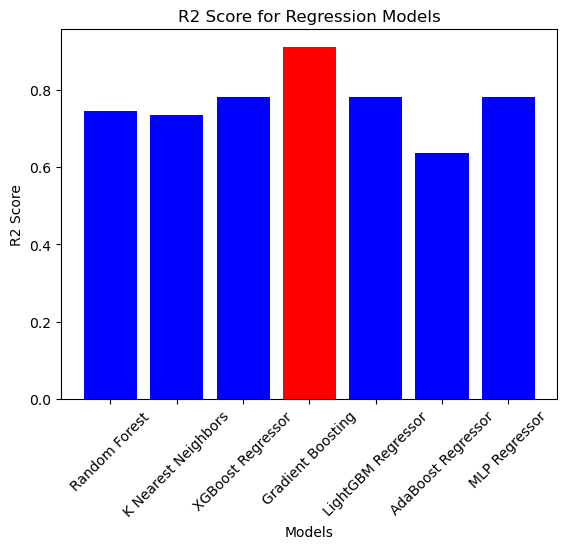 R2 Score for Regression Models
R2 Score
0.8
0.6
0.4
0.2
0.0
Random Forest
K Nearest Neighbors
XGBoost Regressor
Gradient Boosting
LightGBM Regressor
AdaBoost Regressor
MLP Regressor
Models